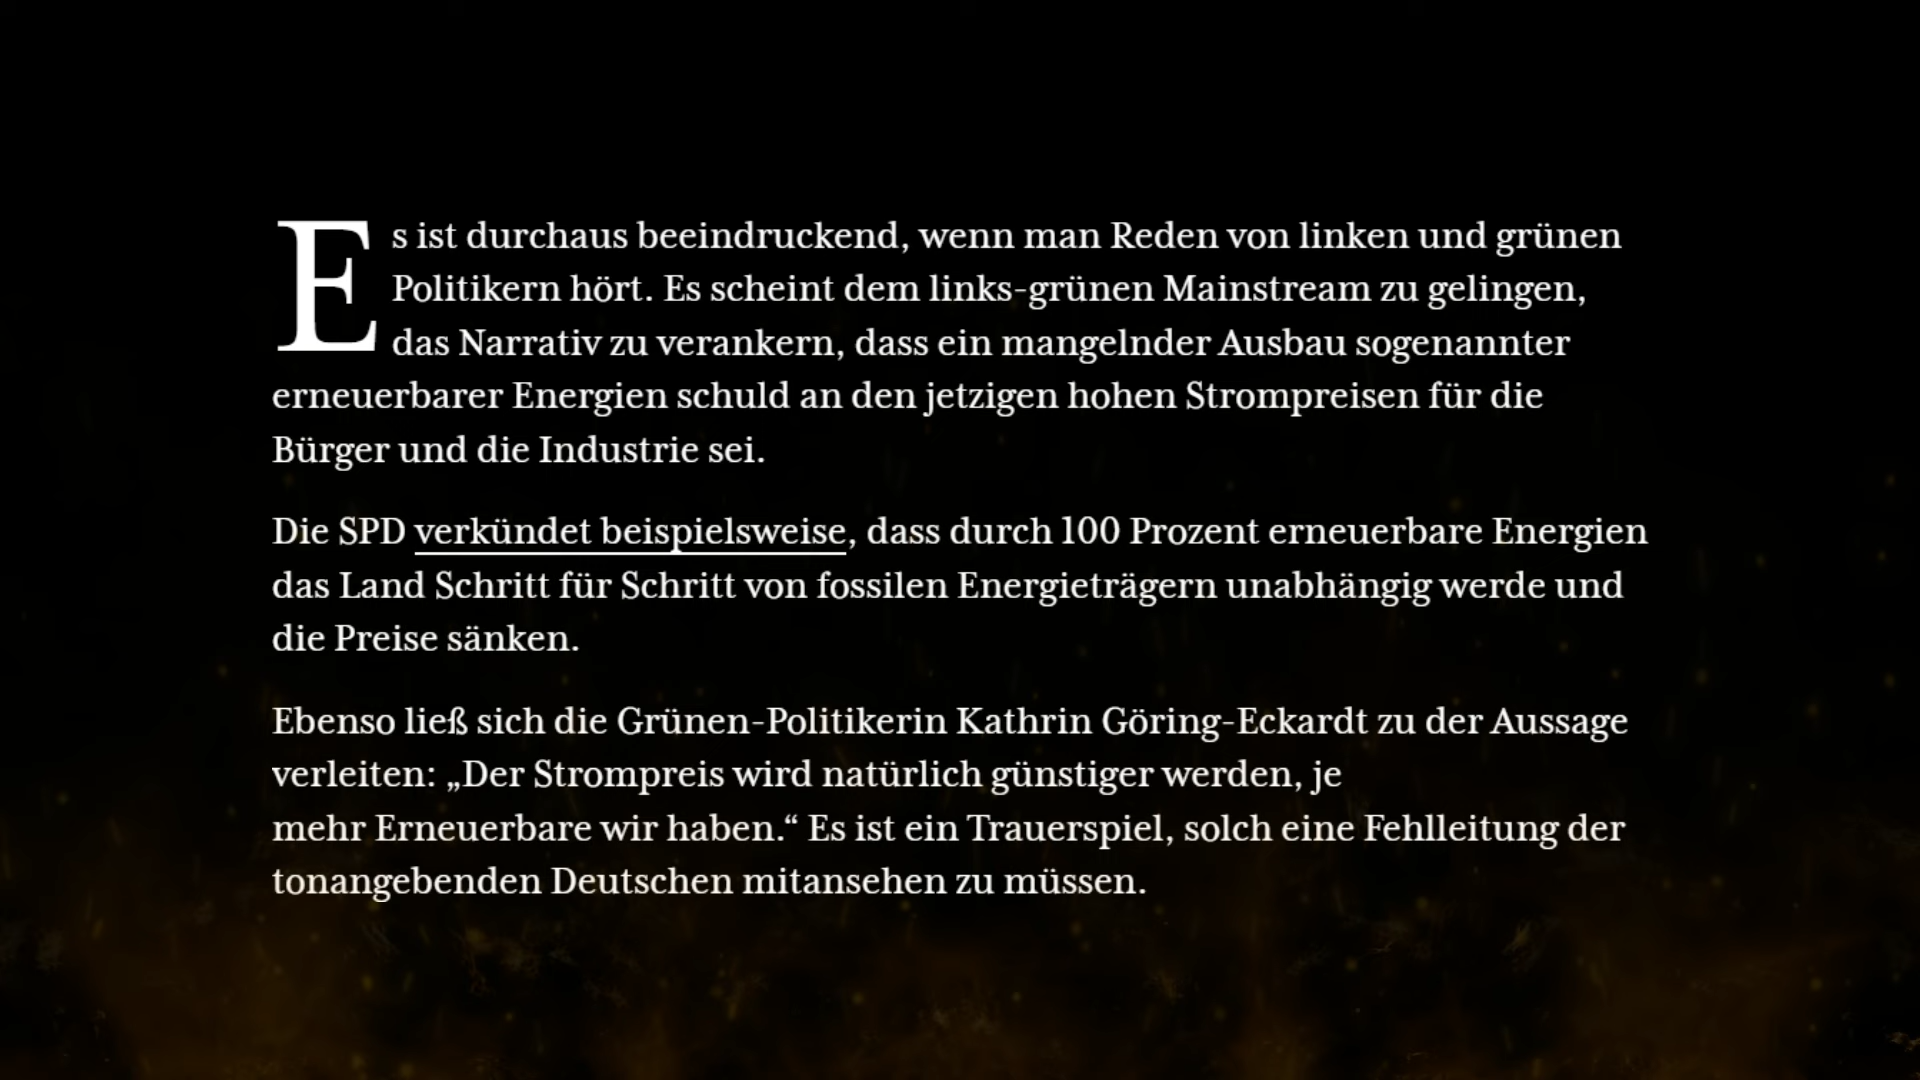 Es ist durchaus beeindruckend, wenn man Reden von linken und grünen
Politikern hört. Es scheint dem links-grünen Mainstream zu gelingen,
das Narrativ zu verankern, dass ein mangelnder Ausbau sogenannter
erneuerbarer Energien schuld an den jetzigen hohen Strompreisen für die
Bürger und die Industrie sei.
Die SPD verkündet beispielsweise, dass durch 100 Prozent erneuerbare Energien
das Land Schritt für Schritt von fossilen Energieträgern unabhängig werde und
die Preise sänken.
Ebenso ließ sich die Grünen-Politikerin Kathrin Göring-Eckardt zu der Aussage
verleiten: „Der Strompreis wird natürlich günstiger werden, je
mehr Erneuerbare wir haben.“ Es ist ein Trauerspiel, solch eine Fehlleitung der
tonangebenden Deutschen mitansehen zu müssen.